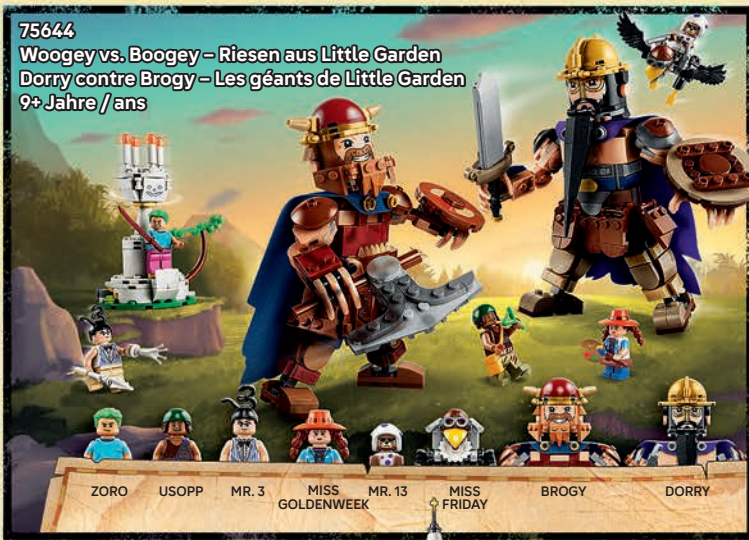 75644
Woogey vs. Boogey – Riesen aus Little Garden
Dorry contre Brogy – Les géants de Little Garden
9+ Jahre / ans
ZORO
USOPP
MR. 3
MISS
GOLDENWEEK
MR. 13
MISS
FRIDAY
BROGY
DORRY